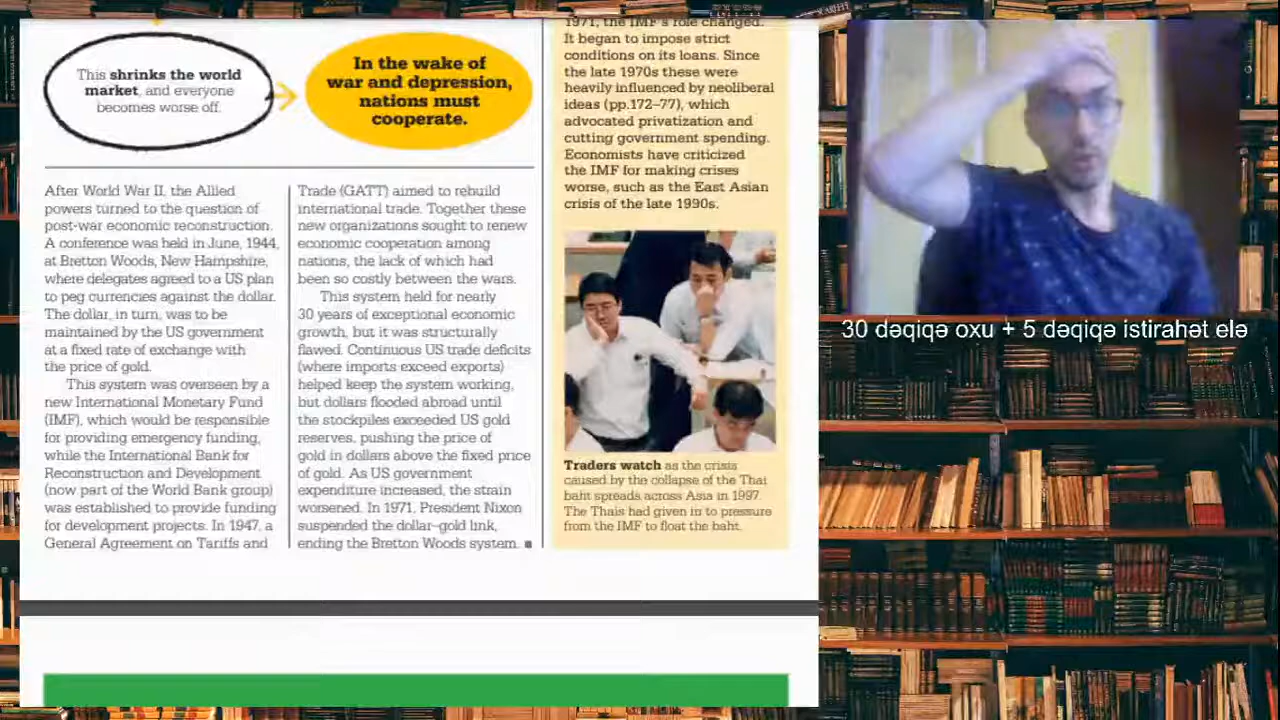 This shrinks the world
market, and everyone
becomes worse off.
In the wake of
war and depression,
nations must
cooperate.
After World War II, the Allied
powers turned to the question of
post-war economic reconstruction.
A conference was held in June, 1944,
at Bretton Woods, New Hampshire,
where delegates agreed to a US plan
to peg currencies against the dollar.
The dollar, in turn, was to be
maintained by the US government
at a fixed rate of exchange with
the price of gold.
This system was overseen by a
new International Monetary Fund
(IMF), which would be responsible
for providing emergency funding,
while the International Bank for
Reconstruction and Development
(now part of the World Bank group)
was established to provide funding
for development projects. In 1947, a
General Agreement on Tariffs and
Trade (GATT) aimed to rebuild
international trade. Together these
new organizations sought to renew
economic cooperation among
nations, the lack of which had
been so costly between the wars.
This system held for nearly
30 years of exceptional economic
growth, but it was structurally
flawed. Continuous US trade deficits
(where imports exceed exports)
helped keep the system working,
but dollars flooded abroad until
the stockpiles exceeded US gold
reserves, pushing the price of
gold in dollars above the fixed price
of gold. As US government
expenditure increased, the strain
worsened. In 1971, President Nixon
suspended the dollar–gold link,
ending the Bretton Woods system. ■
1971, the IMF's role changed.
It began to impose strict
conditions on its loans. Since
the late 1970s these were
heavily influenced by neoliberal
ideas (pp.172–77), which
advocated privatization and
cutting government spending.
Economists have criticized
the IMF for making crises
worse, such as the East Asian
crisis of the late 1990s.
Traders watch as the crisis
caused by the collapse of the Thai
baht spreads across Asia in 1997.
The Thais had given in to pressure
from the IMF to float the baht.
30 dəqiqə oxu + 5 dəqiqə istirahət elə